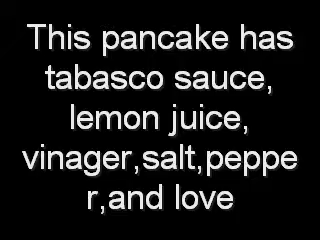 This pancake has
tabasco sauce,
lemon juice,
vinager,salt,peppe
r,and love